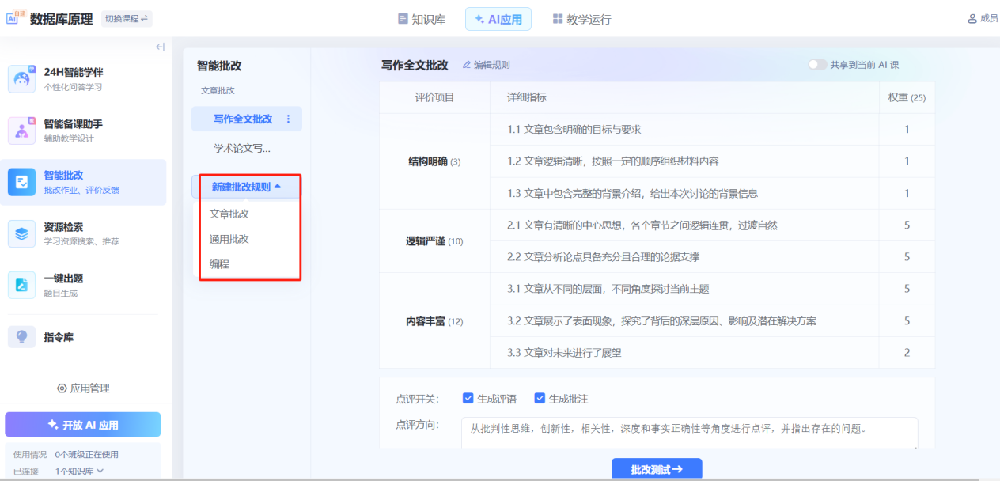 自建
数据库原理
切换课程
知识库
AI应用
教学运行
成员
24H智能学伴
个性化问答学习
智能备课助手
辅助教学设计
智能批改
批改作业、评价反馈
资源检索
学习资源搜索、推荐
一键出题
题目生成
指令库
应用管理
开放 AI 应用
使用情况 0个班级正在使用
已连接 1个知识库
智能批改
文章批改
写作全文批改
学术论文写...
新建批改规则
文章批改
通用批改
编程
写作全文批改 编辑规则
共享到当前 AI 课
评价项目 详细指标 权重 (25)
结构明确 (3)
1.1 文章包含明确的目标与要求 1
1.2 文章逻辑清晰，按照一定的顺序组织材料内容 1
1.3 文章中包含完整的背景介绍，给出本次讨论的背景信息 1
逻辑严谨 (10)
2.1 文章有清晰的中心思想，各个章节之间逻辑连贯，过渡自然 5
2.2 文章分析论点具备充分且合理的论据支撑 5
内容丰富 (12)
3.1 文章从不同的层面，不同角度探讨当前主题 5
3.2 文章展示了表面现象，探究了背后的深层原因、影响及潜在解决方案 5
3.3 文章对未来进行了展望 2
点评开关： 生成评语 生成批注
点评方向： 从批判性思维，创新性，相关性，深度和事实正确性等角度进行点评，并指出存在的问题。
批改测试→